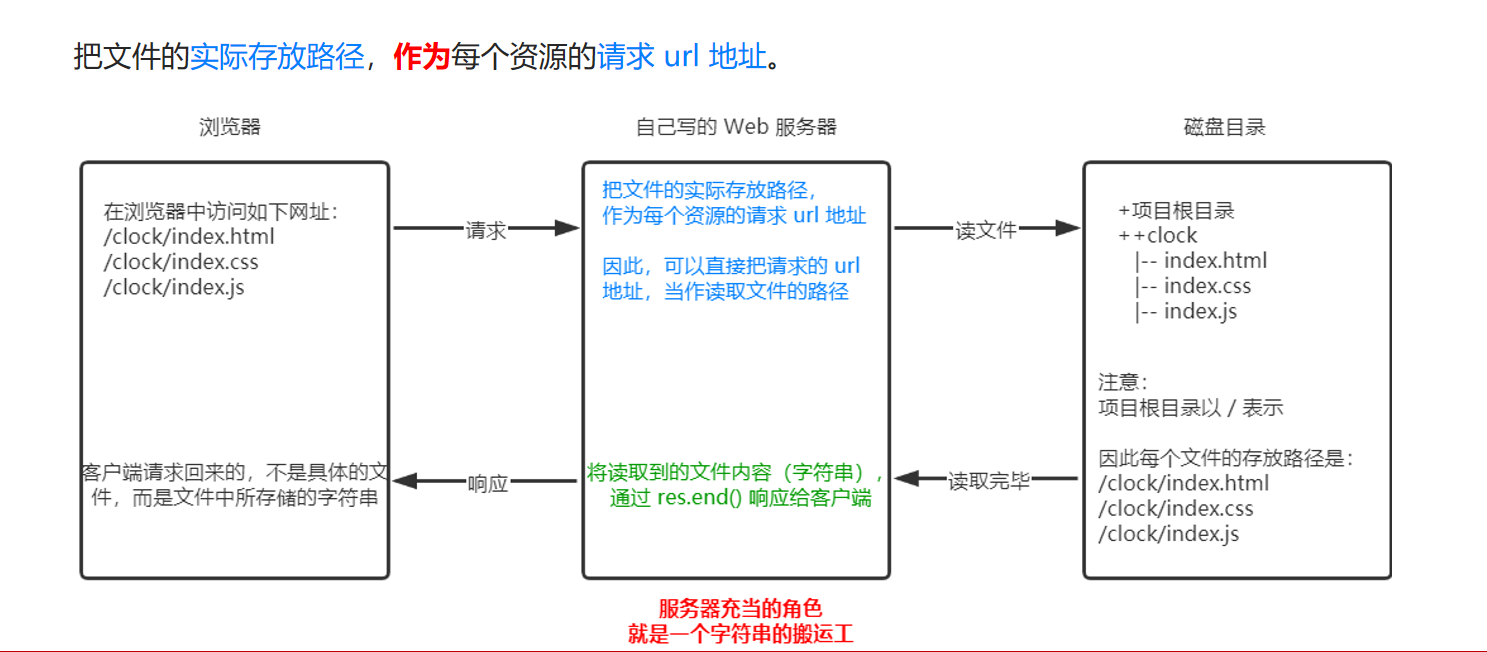 把文件的实际存放路径，作为每个资源的请求 url 地址。
浏览器
在浏览器中访问如下网址：
/clock/index.html
/clock/index.css
/clock/index.js
请求
自己写的 Web 服务器
把文件的实际存放路径，
作为每个资源的请求 url 地址
因此，可以直接把请求的 url
地址，当作读取文件的路径
读文件
磁盘目录
+项目根目录
++clock
|-- index.html
|-- index.css
|-- index.js
注意：
项目根目录以 / 表示
因此每个文件的存放路径是：
/clock/index.html
/clock/index.css
/clock/index.js
读取完毕
将读取到的文件内容（字符串），
通过 res.end() 响应给客户端
响应
客户端请求回来的，不是具体的文
件，而是文件中所存储的字符串
服务器充当的角色
就是一个字符串的搬运工